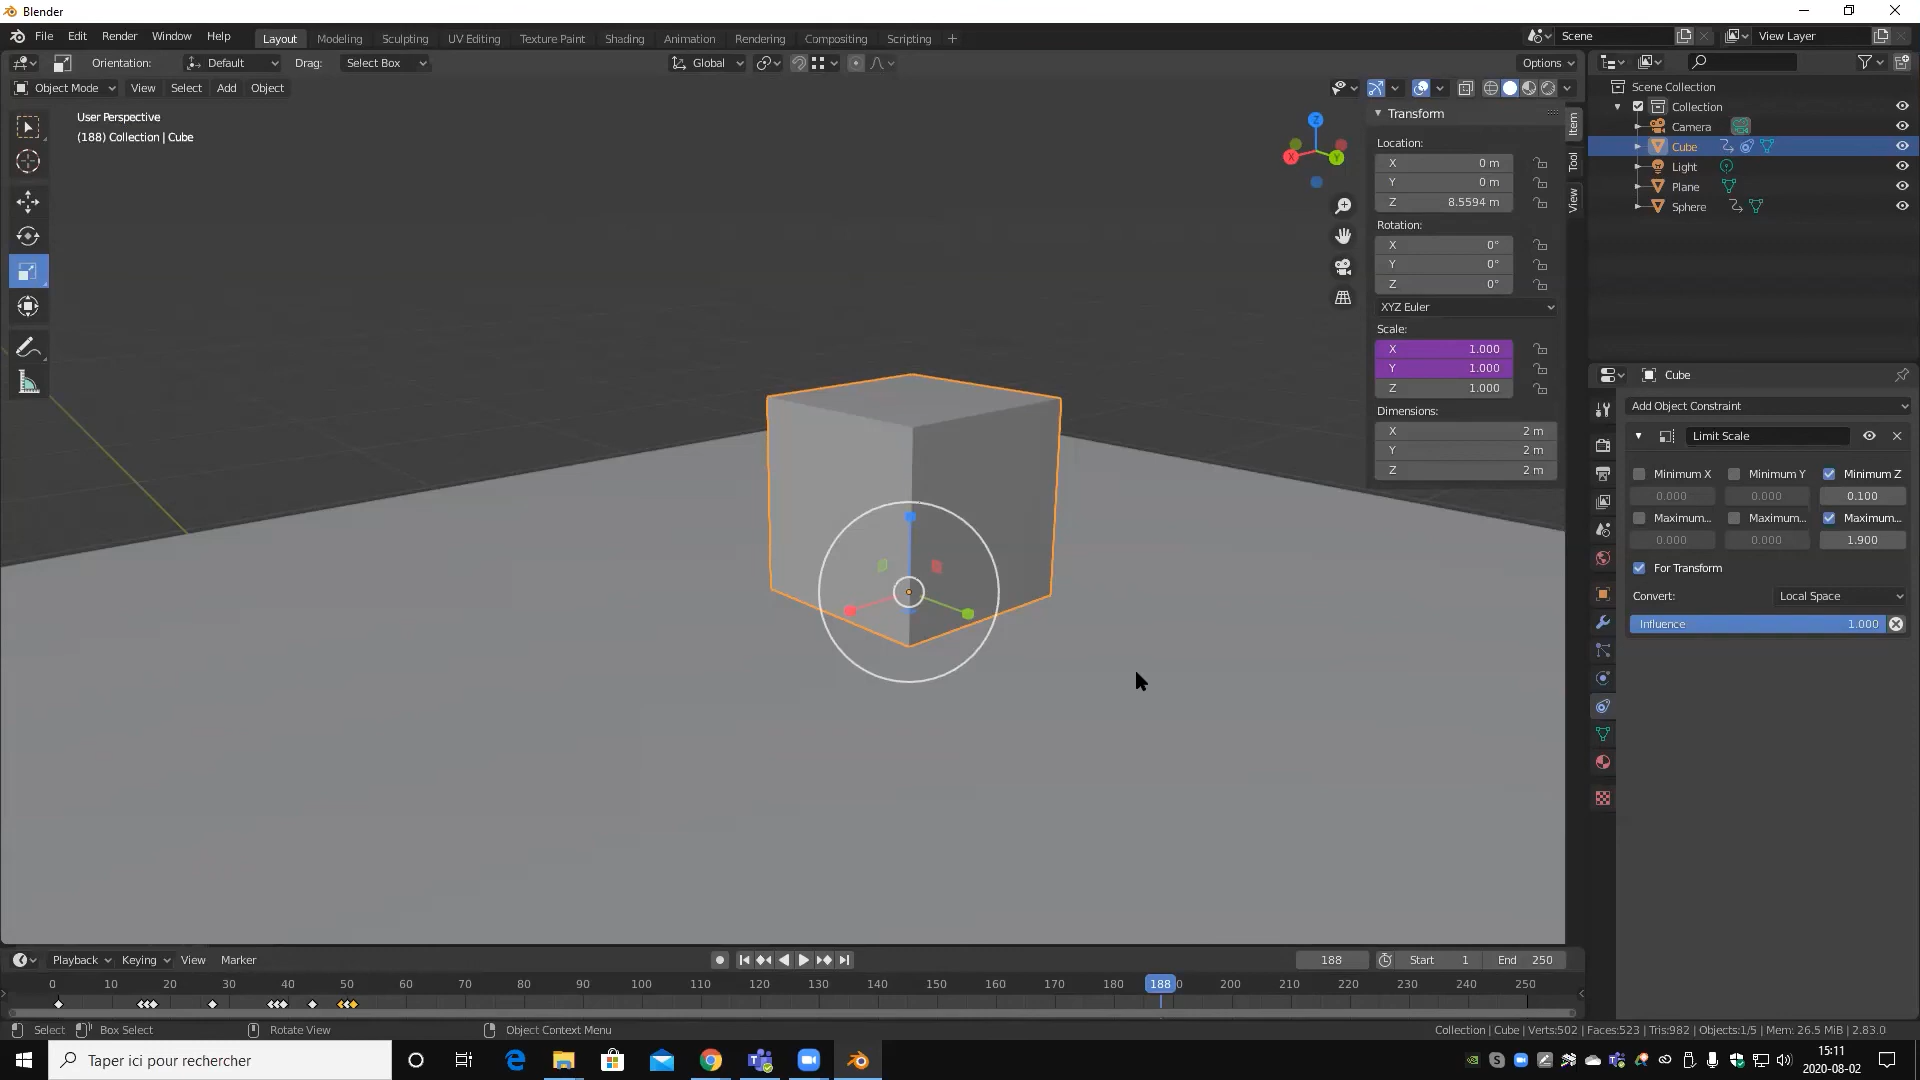 Blender
File Edit Render Window Help Layout Modeling Sculpting UV Editing Texture Paint Shading Animation Rendering Compositing Scripting + Scene View Layer
Orientation: Default Drag: Select Box Global Options
Object Mode View Select Add Object
User Perspective
(188) Collection | Cube
Z
X
Y
Transform
Location:
X 0 m
Y 0 m
Z 8.5594 m
Rotation:
X 0°
Y 0°
Z 0°
XYZ Euler
Scale:
X 1.000
Y 1.000
Z 1.000
Dimensions:
X 2 m
Y 2 m
Z 2 m
Item
Tool
View
Scene Collection
Collection
Camera
Cube
Light
Plane
Sphere
Cube
Add Object Constraint
Limit Scale
Minimum X Minimum Y Minimum Z
0.000 0.000 0.100
Maximum... Maximum... Maximum...
0.000 0.000 1.900
For Transform
Convert: Local Space
Influence 1.000
Playback Keying View Marker 188 Start 1 End 250
0 10 20 30 40 50 60 70 80 90 100 110 120 130 140 150 160 170 180 188 0 200 210 220 230 240 250
Select Box Select Rotate View Object Context Menu Collection | Cube | Verts:502 | Faces:523 | Tris:982 | Objects:1/5 | Mem: 26.5 MiB | 2.83.0
Taper ici pour rechercher
15:11
2020-08-02